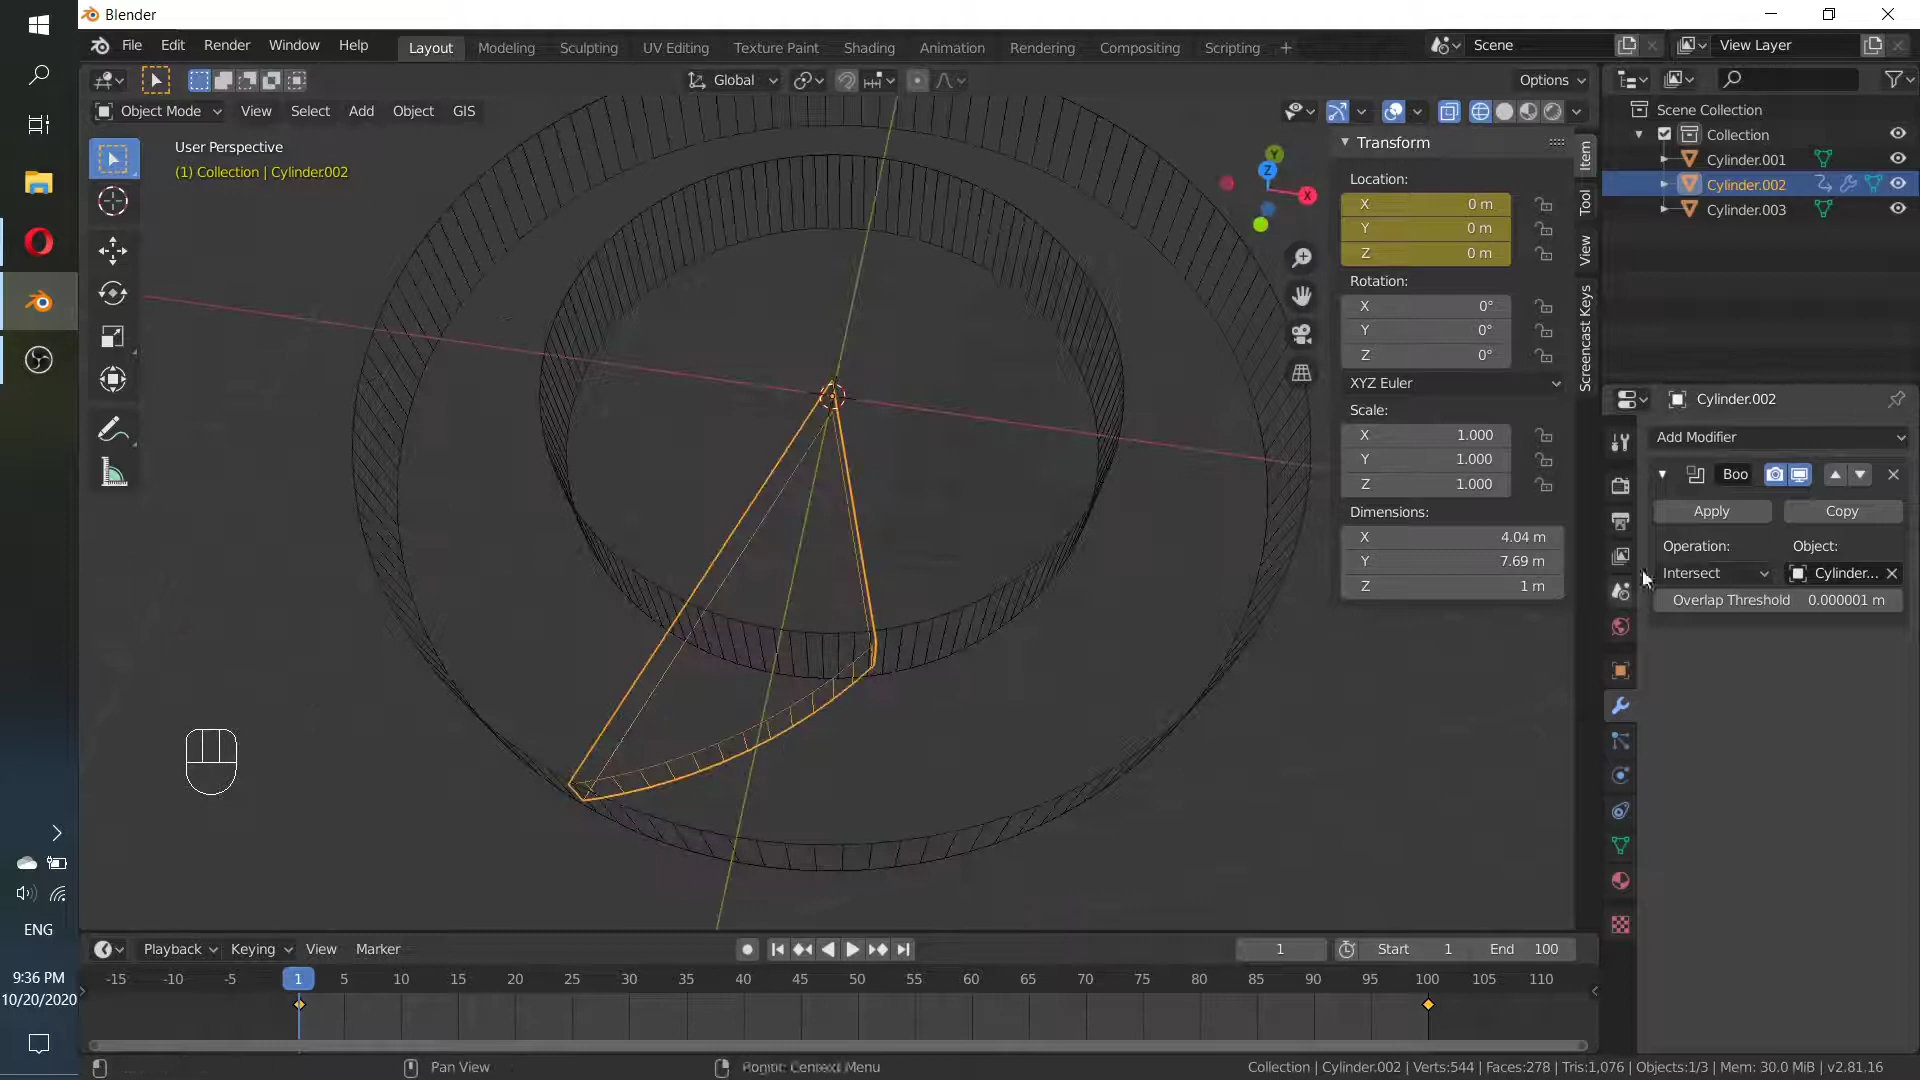 Blender
File Edit Render Window Help
Layout Modeling Sculpting UV Editing Texture Paint Shading Animation Rendering Compositing Scripting +
Scene
View Layer
Global
Options
Object Mode View Select Add Object GIS
User Perspective
(1) Collection | Cylinder.002
Y
Z
X
Transform
Location:
X 0 m
Y 0 m
Z 0 m
Rotation:
X 0°
Y 0°
Z 0°
XYZ Euler
Scale:
X 1.000
Y 1.000
Z 1.000
Dimensions:
X 4.04 m
Y 7.69 m
Z 1 m
Item
Tool
View
Screencast Keys
Scene Collection
Collection
Cylinder.001
Cylinder.002
Cylinder.003
Cylinder.002
Add Modifier
Boo
Apply Copy
Operation: Object:
Intersect Cylinder...
Overlap Threshold 0.000001 m
Playback Keying View Marker
1
Start 1 End 100
-15 -10 -5 1 5 10 15 20 25 30 35 40 45 50 55 60 65 70 75 80 85 90 95 100 105 110
Pan View
Collection | Cylinder.002 | Verts:544 | Faces:278 | Tris:1,076 | Objects:1/3 | Mem: 30.0 MiB | v2.81.16
ENG
9:36 PM
10/20/2020